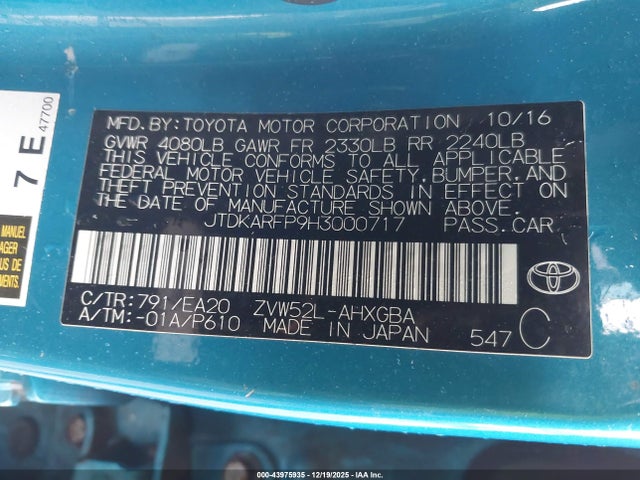 MFD. BY:TOYOTA MOTOR CORPORATION 10/16
GVWR 4080LB GAWR FR 2330LB RR 2240LB
THIS VEHICLE CONFORMS TO ALL APPLICABLE
FEDERAL MOTOR VEHICLE SAFETY, BUMPER, AND
THEFT PREVENTION STANDARDS IN EFFECT ON
THE DATE OF MANUFACTURE SHOWN ABOVE.
JTDKARFP9H3000717 PASS.CAR
C/TR:791/EA20 ZVW52L-AHXGBA
A/TM:-01A/P610 MADE IN JAPAN 547 C
7 E 47700
MANUEL
MENTS.
000-43975935 12/19/2025 IAA Inc.